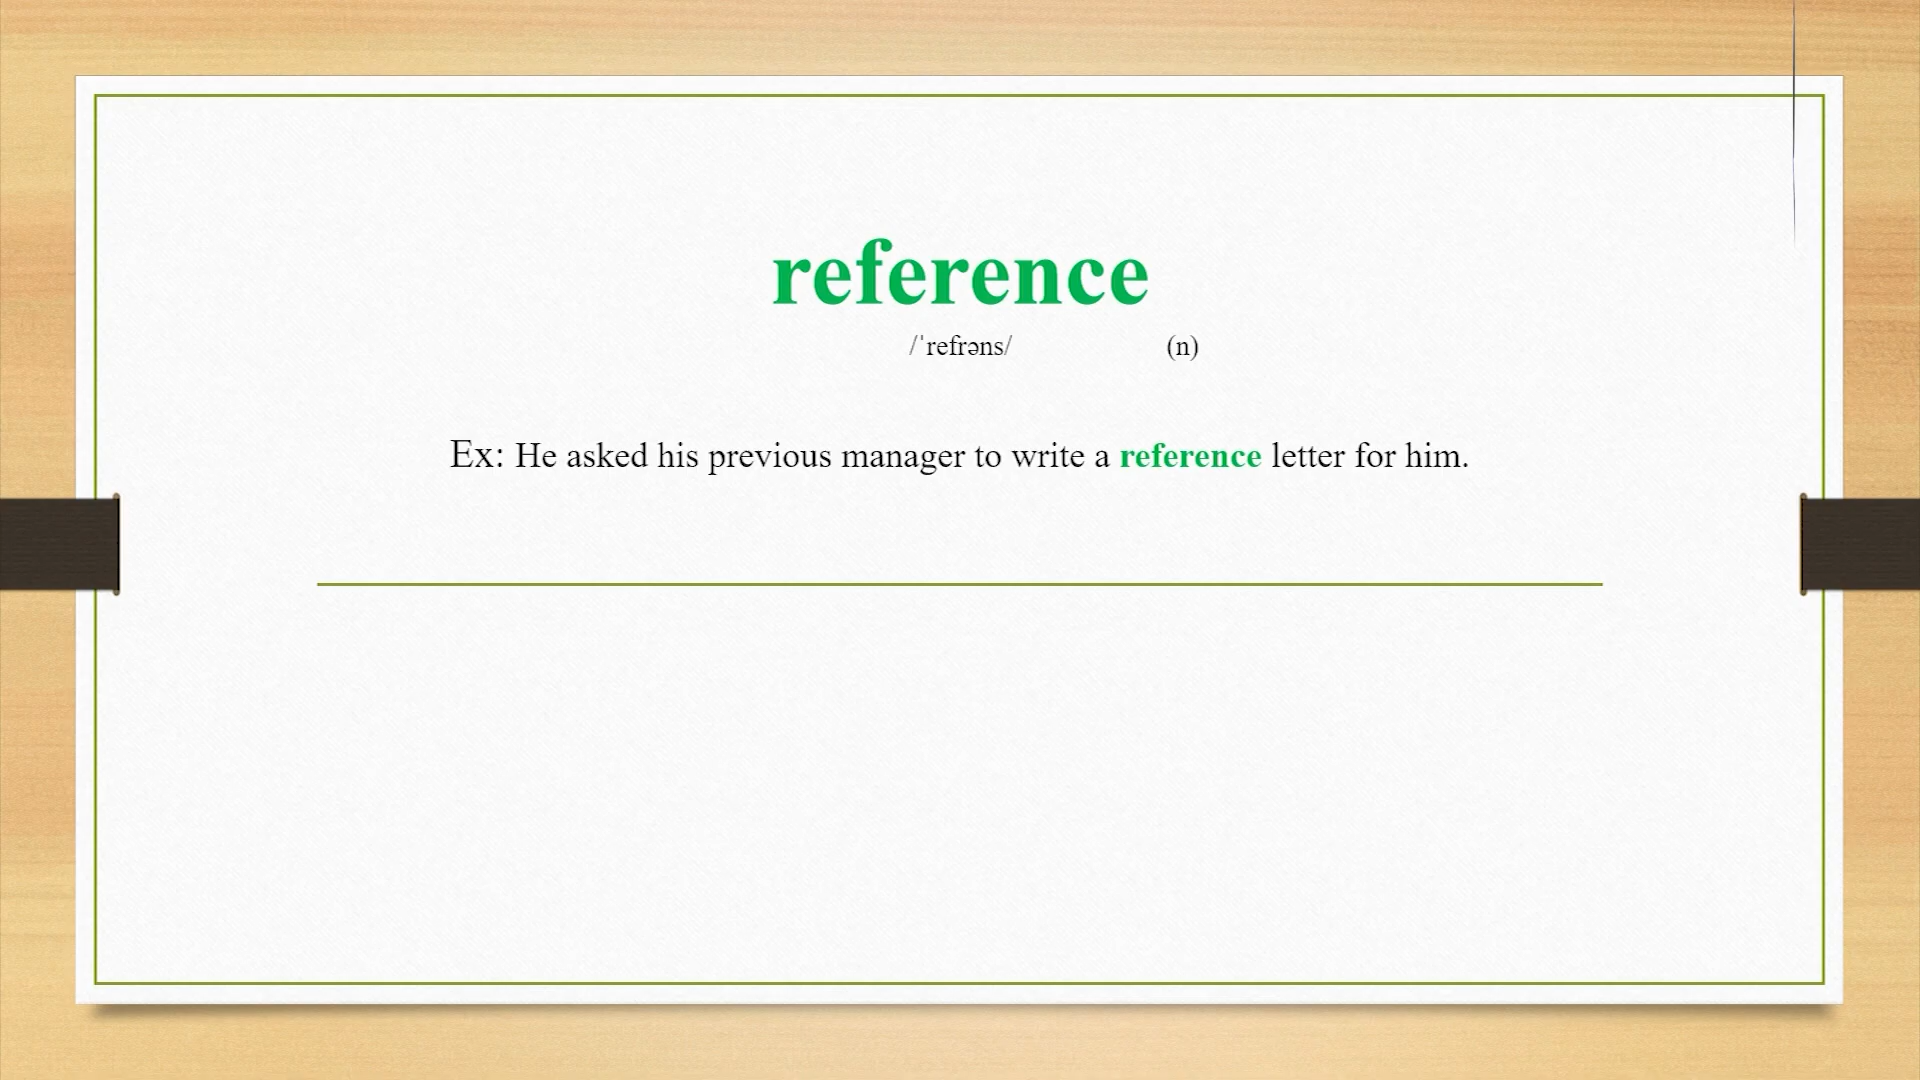 reference
/ˈrefrəns/ (n)
Ex: He asked his previous manager to write a reference letter for him.